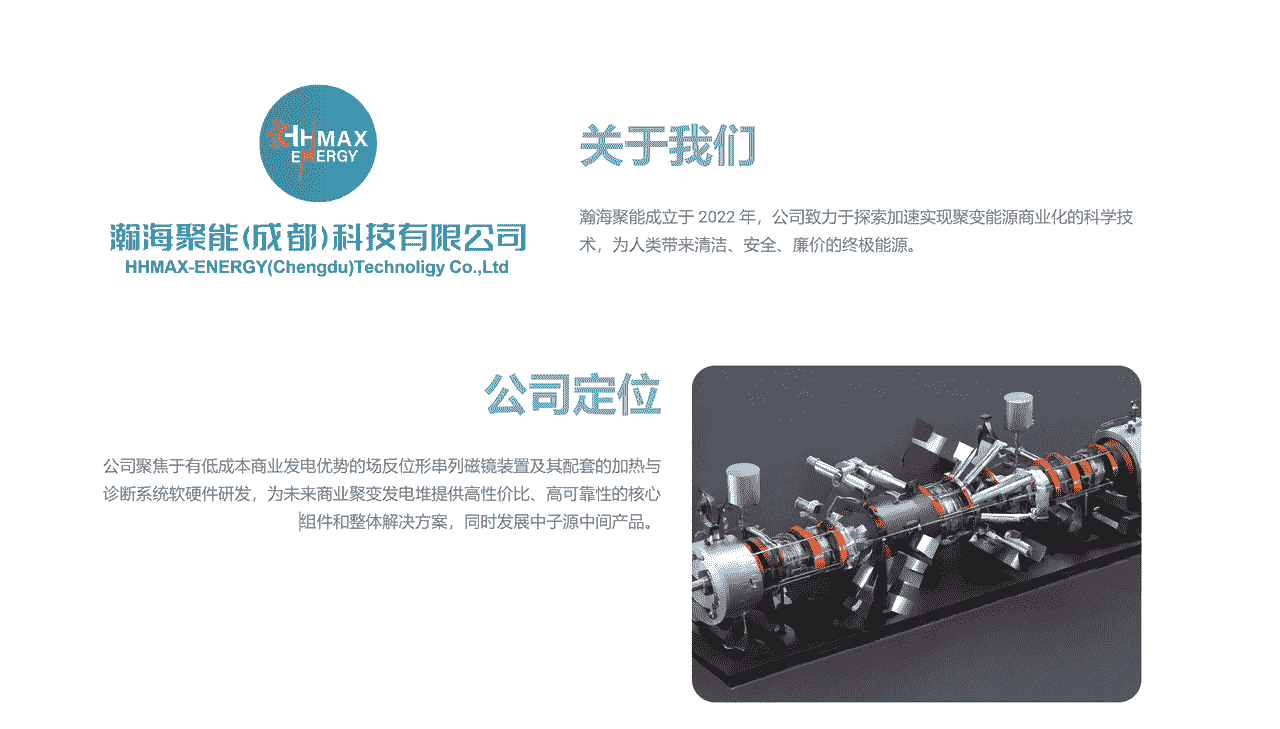 HHMAX
ENERGY
瀚海聚能(成都)科技有限公司
HHMAX-ENERGY(Chengdu)Technoligy Co.,Ltd
关于我们
瀚海聚能成立于 2022 年，公司致力于探索加速实现聚变能源商业化的科学技
术，为人类带来清洁、安全、廉价的终极能源。
公司定位
公司聚焦于有低成本商业发电优势的场反位形串列磁镜装置及其配套的加热与
诊断系统软硬件研发，为未来商业聚变发电堆提供高性价比、高可靠性的核心
组件和整体解决方案，同时发展中子源中间产品。